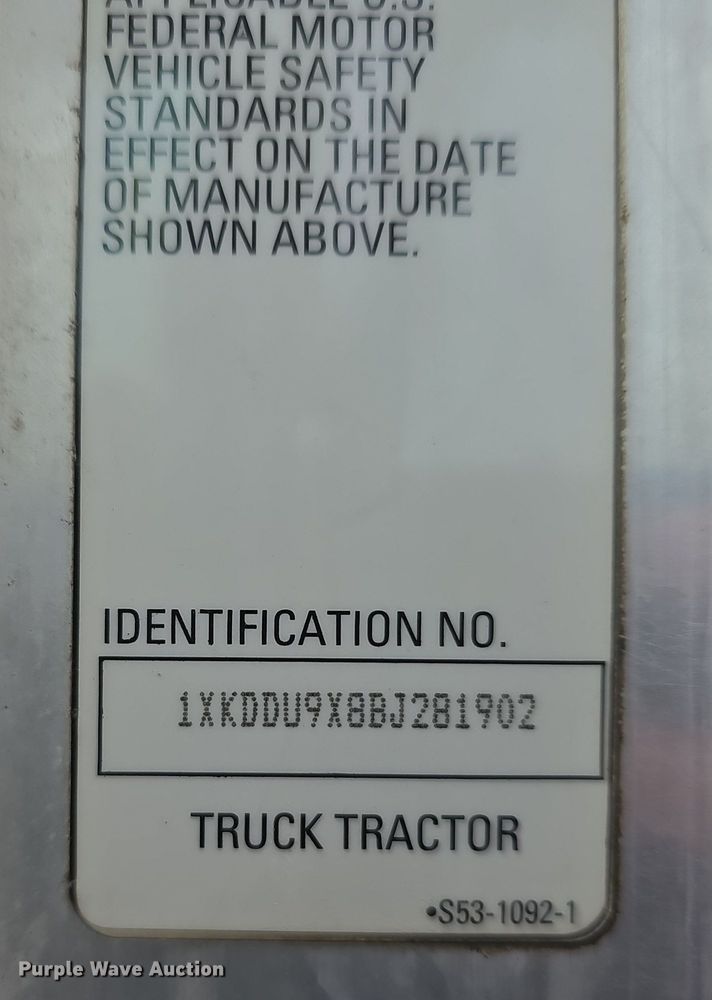 APPLICABLE U.S.
FEDERAL MOTOR
VEHICLE SAFETY
STANDARDS IN
EFFECT ON THE DATE
OF MANUFACTURE
SHOWN ABOVE.
IDENTIFICATION NO.
1XKDDU9X8BJ281902
TRUCK TRACTOR
•S53-1092-1
Purple Wave Auction